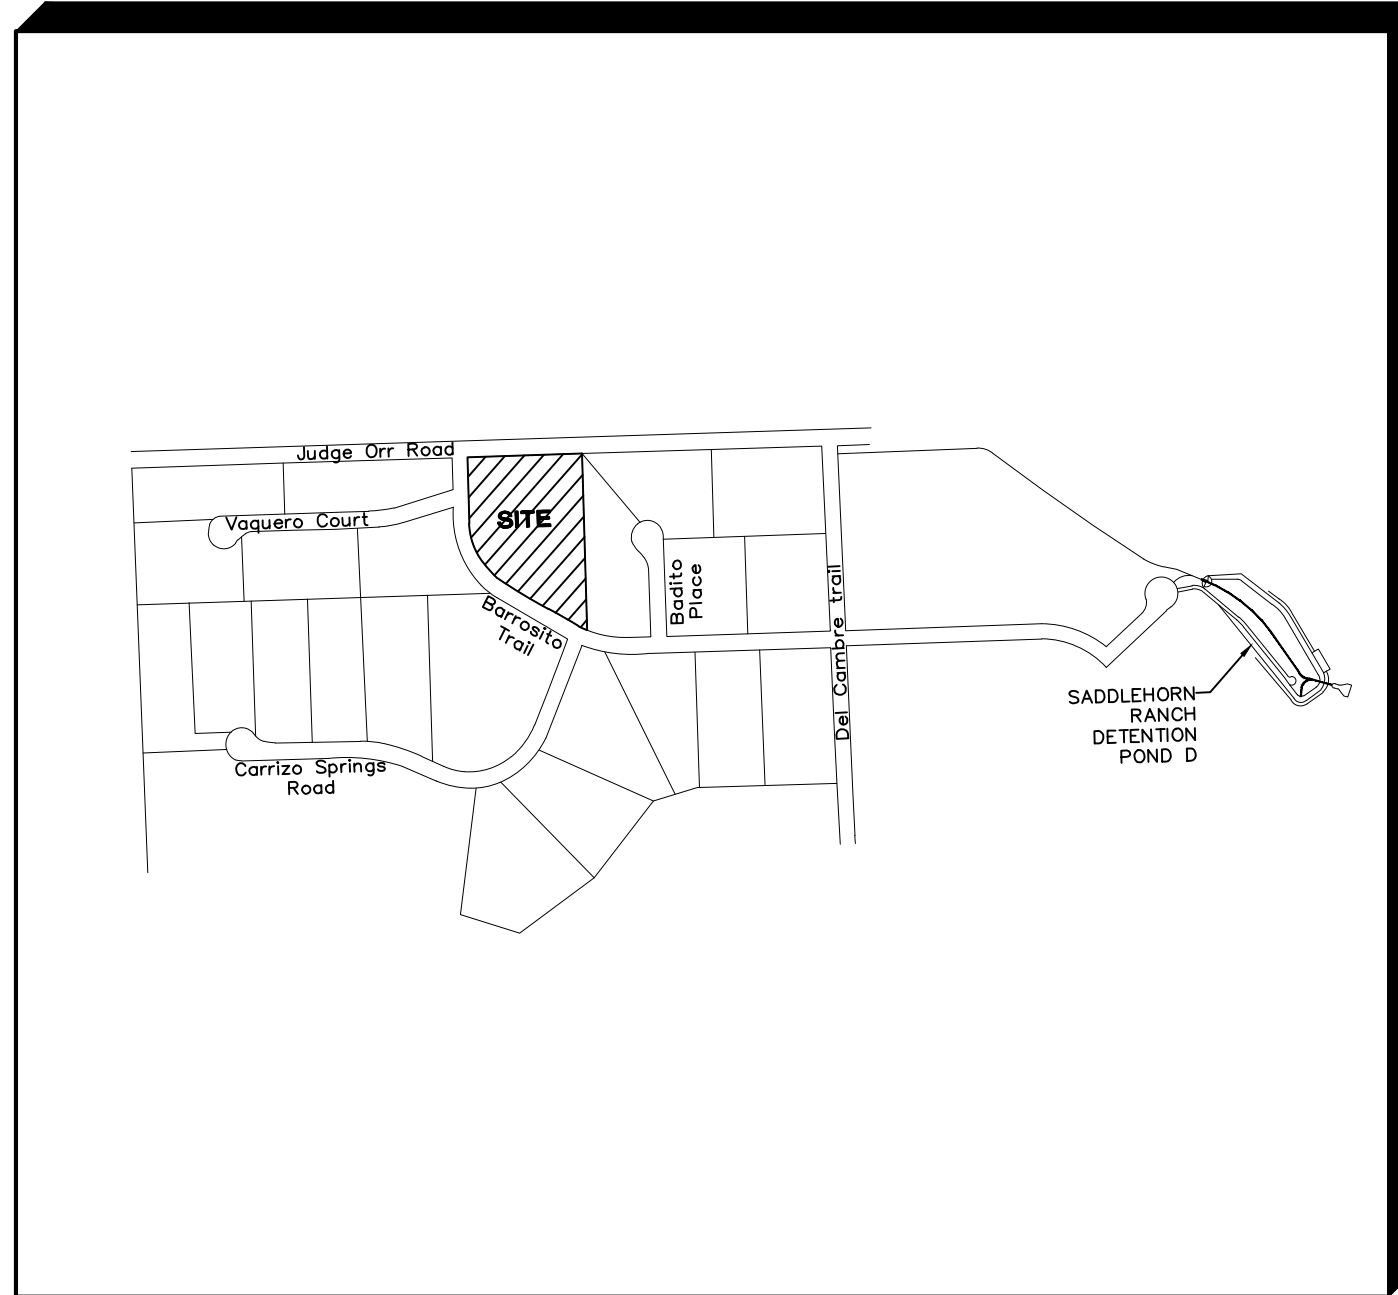 Judge Orr Road
SITE
Vaquero Court
Badito
Place
Barrosito
Trail
Del Cambre trail
SADDLEHORN
RANCH
DETENTION
POND D
Carrizo Springs
Road